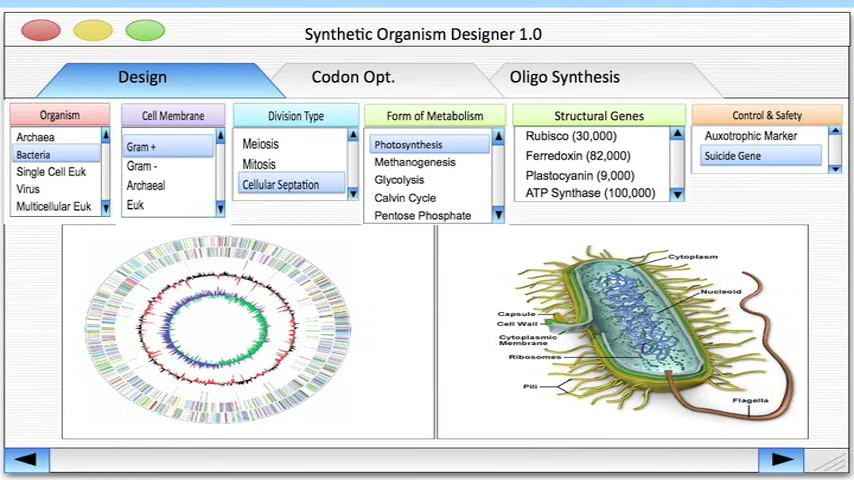 Synthetic Organism Designer 1.0
Design
Codon Opt.
Oligo Synthesis
Organism
Archaea
Bacteria
Single Cell Euk
Virus
Multicellular Euk
Cell Membrane
Gram +
Gram -
Archaeal
Euk
Division Type
Meiosis
Mitosis
Cellular Septation
Form of Metabolism
Photosynthesis
Methanogenesis
Glycolysis
Calvin Cycle
Pentose Phosphate
Structural Genes
Rubisco (30,000)
Ferredoxin (82,000)
Plastocyanin (9,000)
ATP Synthase (100,000)
Control & Safety
Auxotrophic Marker
Suicide Gene
Cytoplasm
Nucleoid
Capsule
Cell Wall
Cytoplasmic
Membrane
Ribosomes
Pili
Flagella